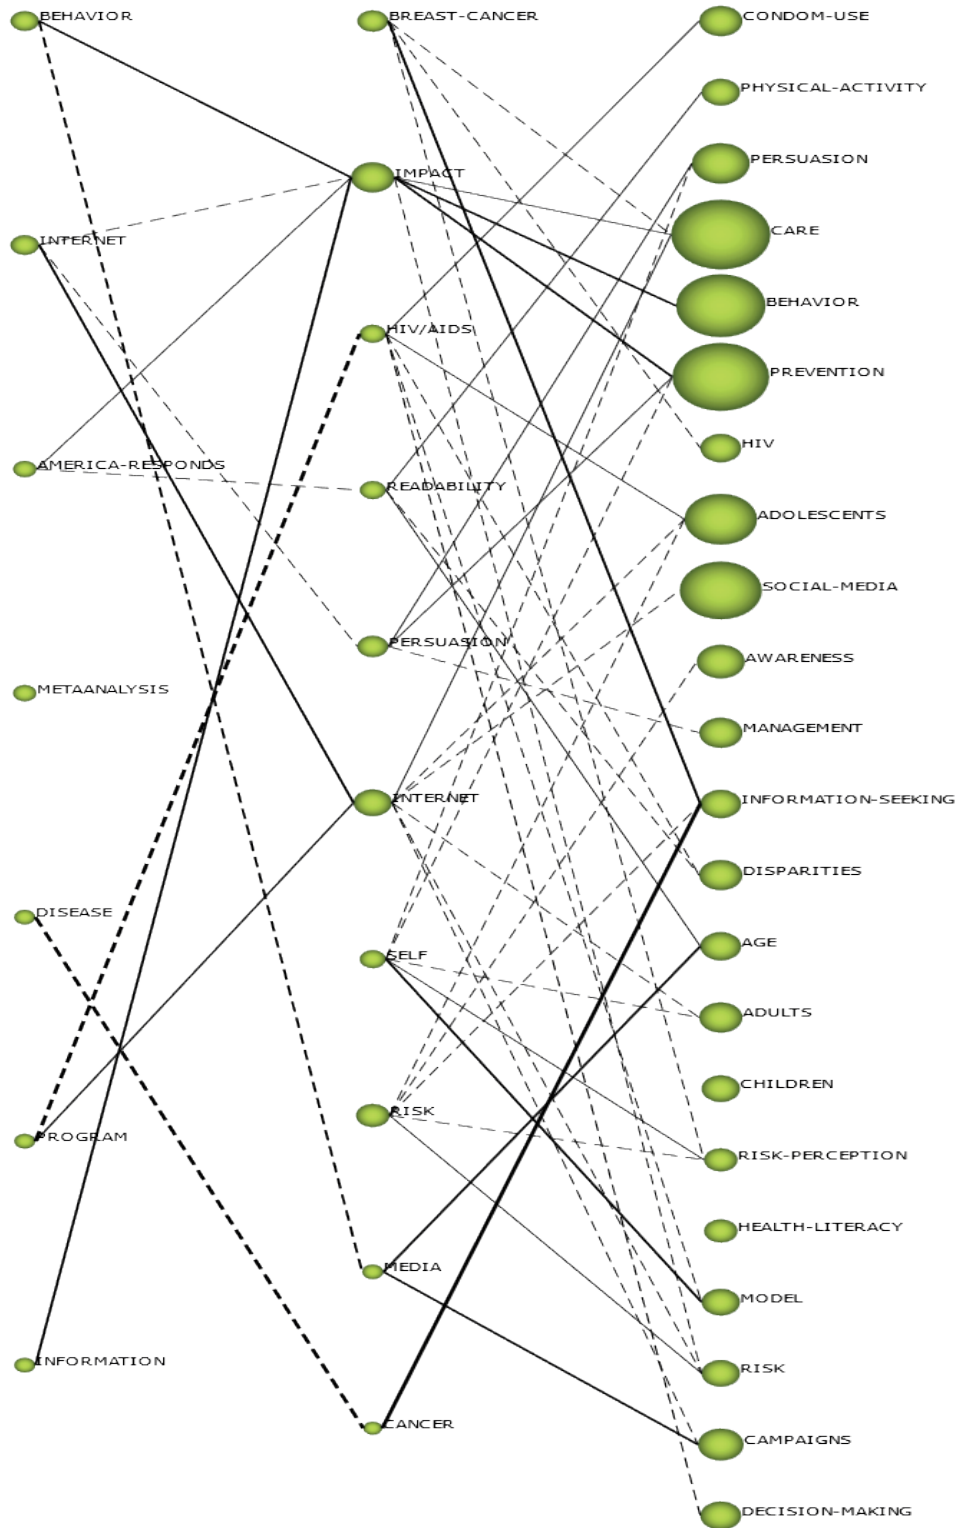 BEHAVIOR
INTERNET
AMERICA-RESPONDS
METAANALYSIS
DISEASE
PROGRAM
INFORMATION
BREAST-CANCER
IMPACT
HIV/AIDS
READABILITY
PERSUASION
INTERNET
SELF
RISK
MEDIA
CANCER
CONDOM-USE
PHYSICAL-ACTIVITY
PERSUASION
CARE
BEHAVIOR
PREVENTION
HIV
ADOLESCENTS
SOCIAL-MEDIA
AWARENESS
MANAGEMENT
INFORMATION-SEEKING
DISPARITIES
AGE
ADULTS
CHILDREN
RISK-PERCEPTION
HEALTH-LITERACY
MODEL
RISK
CAMPAIGNS
DECISION-MAKING